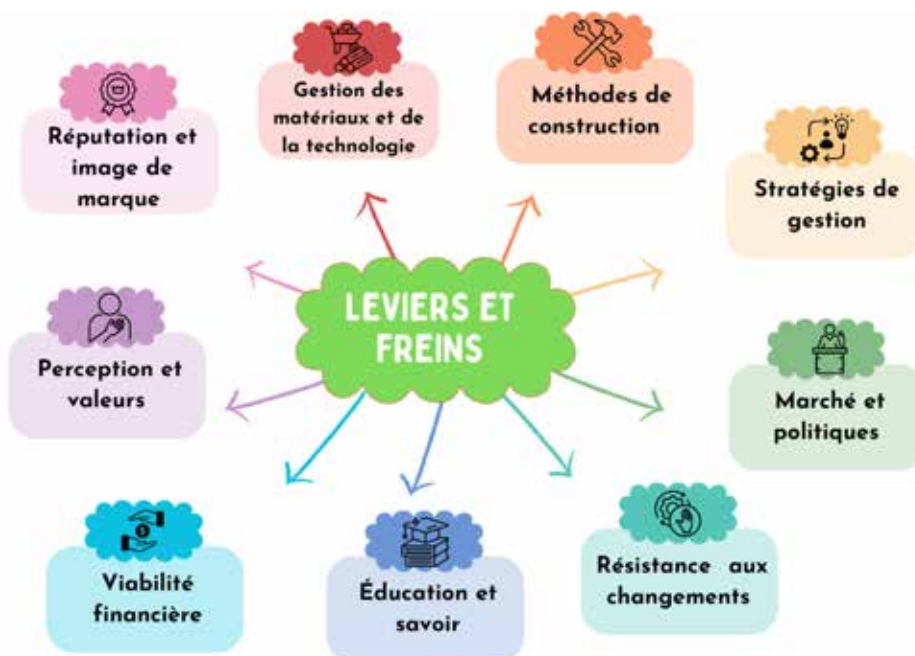 Réputation et
image de
marque
Gestion des
matériaux et de
la technologie
Méthodes de
construction
Stratégies de
gestion
LEVIERS ET
FREINS
Perception et
valeurs
Marché et
politiques
Viabilité
financière
Éducation et
savoir
Résistance aux
changements